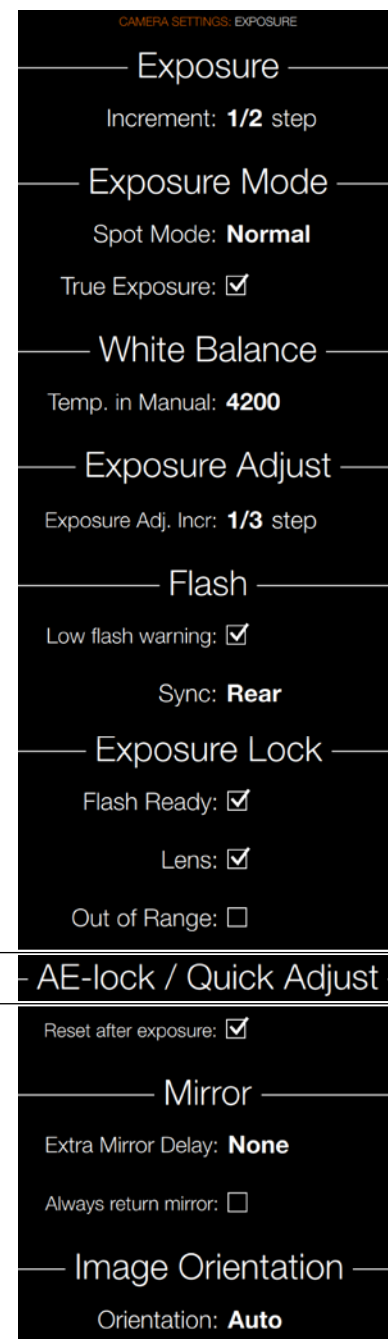 CAMERA SETTINGS: EXPOSURE
Exposure
Increment: 1/2 step
Exposure Mode
Spot Mode: Normal
True Exposure: ☑
White Balance
Temp. in Manual: 4200
Exposure Adjust
Exposure Adj. Incr: 1/3 step
Flash
Low flash warning: ☑
Sync: Rear
Exposure Lock
Flash Ready: ☑
Lens: ☑
Out of Range: ☐
AE-lock / Quick Adjust
Reset after exposure: ☑
Mirror
Extra Mirror Delay: None
Always return mirror: ☐
Image Orientation
Orientation: Auto